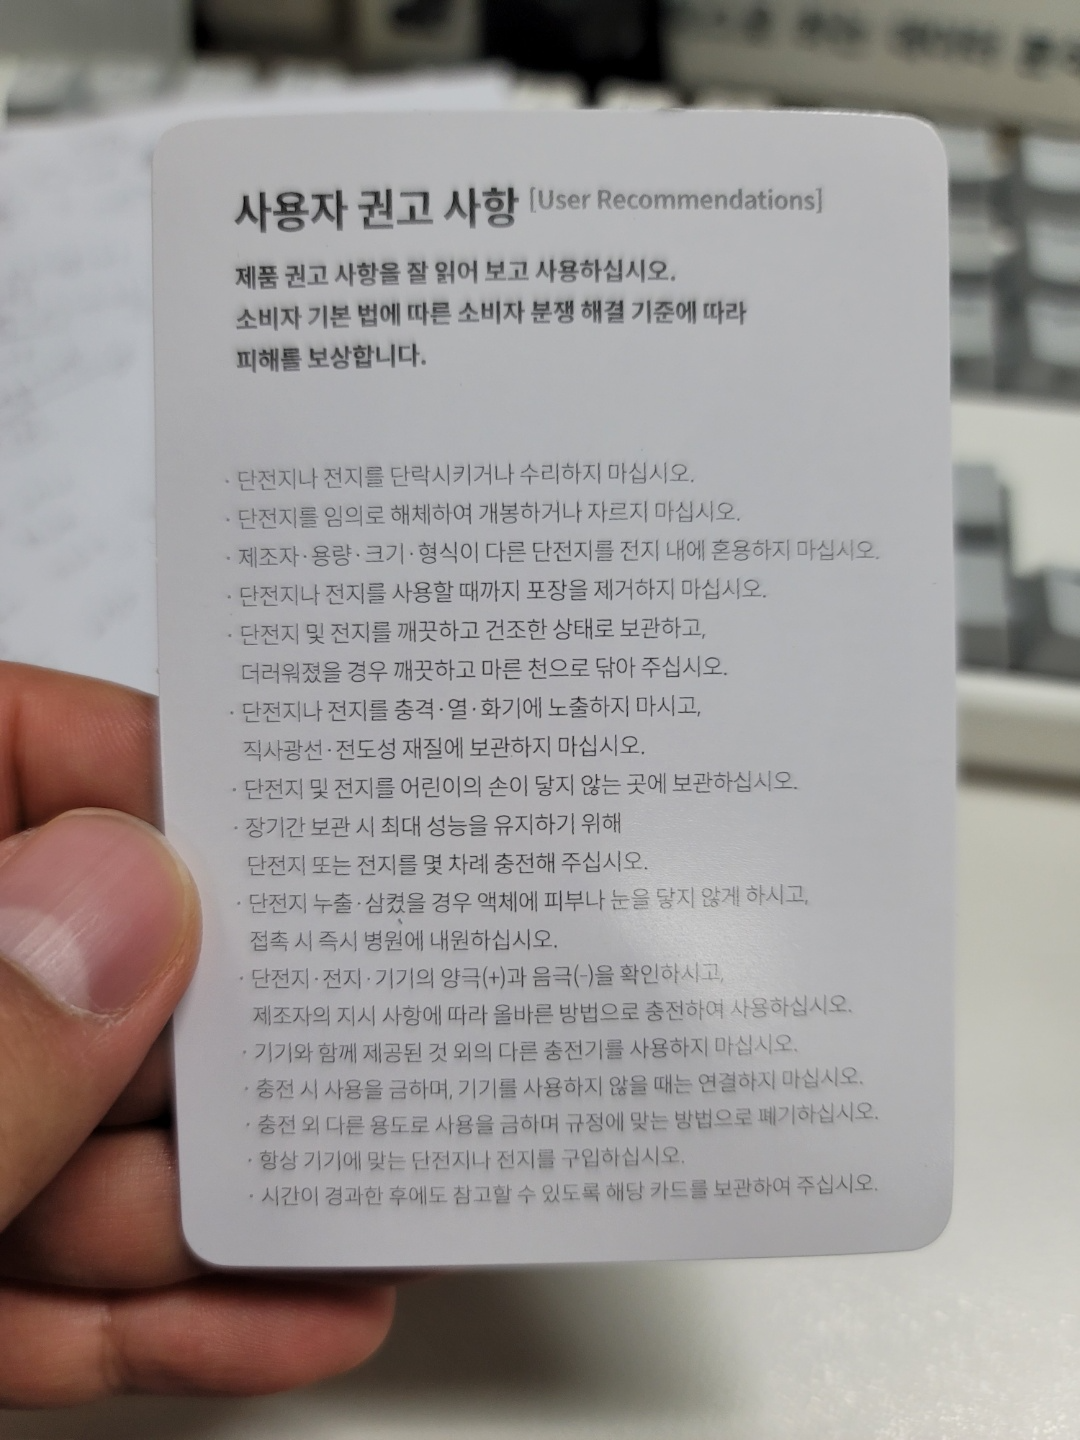 사용자 권고 사항 [User Recommendations]
제품 권고 사항을 잘 읽어 보고 사용하십시오.
소비자 기본 법에 따른 소비자 분쟁 해결 기준에 따라
피해를 보상합니다.
· 단전지나 전지를 단락시키거나 수리하지 마십시오.
· 단전지를 임의로 해체하여 개봉하거나 자르지 마십시오.
· 제조자·용량·크기·형식이 다른 단전지를 전지 내에 혼용하지 마십시오.
· 단전지나 전지를 사용할 때까지 포장을 제거하지 마십시오.
· 단전지 및 전지를 깨끗하고 건조한 상태로 보관하고,
더러워졌을 경우 깨끗하고 마른 천으로 닦아 주십시오.
· 단전지나 전지를 충격·열·화기에 노출하지 마시고,
직사광선·전도성 재질에 보관하지 마십시오.
· 단전지 및 전지를 어린이의 손이 닿지 않는 곳에 보관하십시오.
· 장기간 보관 시 최대 성능을 유지하기 위해
단전지 또는 전지를 몇 차례 충전해 주십시오.
· 단전지 누출·삼켰을 경우 액체에 피부나 눈을 닿지 않게 하시고,
접촉 시 즉시 병원에 내원하십시오.
· 단전지·전지·기기의 양극(+)과 음극(-)을 확인하시고,
제조자의 지시 사항에 따라 올바른 방법으로 충전하여 사용하십시오.
· 기기와 함께 제공된 것 외의 다른 충전기를 사용하지 마십시오.
· 충전 시 사용을 금하며, 기기를 사용하지 않을 때는 연결하지 마십시오.
· 충전 외 다른 용도로 사용을 금하며 규정에 맞는 방법으로 폐기하십시오.
· 항상 기기에 맞는 단전지나 전지를 구입하십시오.
· 시간이 경과한 후에도 참고할 수 있도록 해당 카드를 보관하여 주십시오.